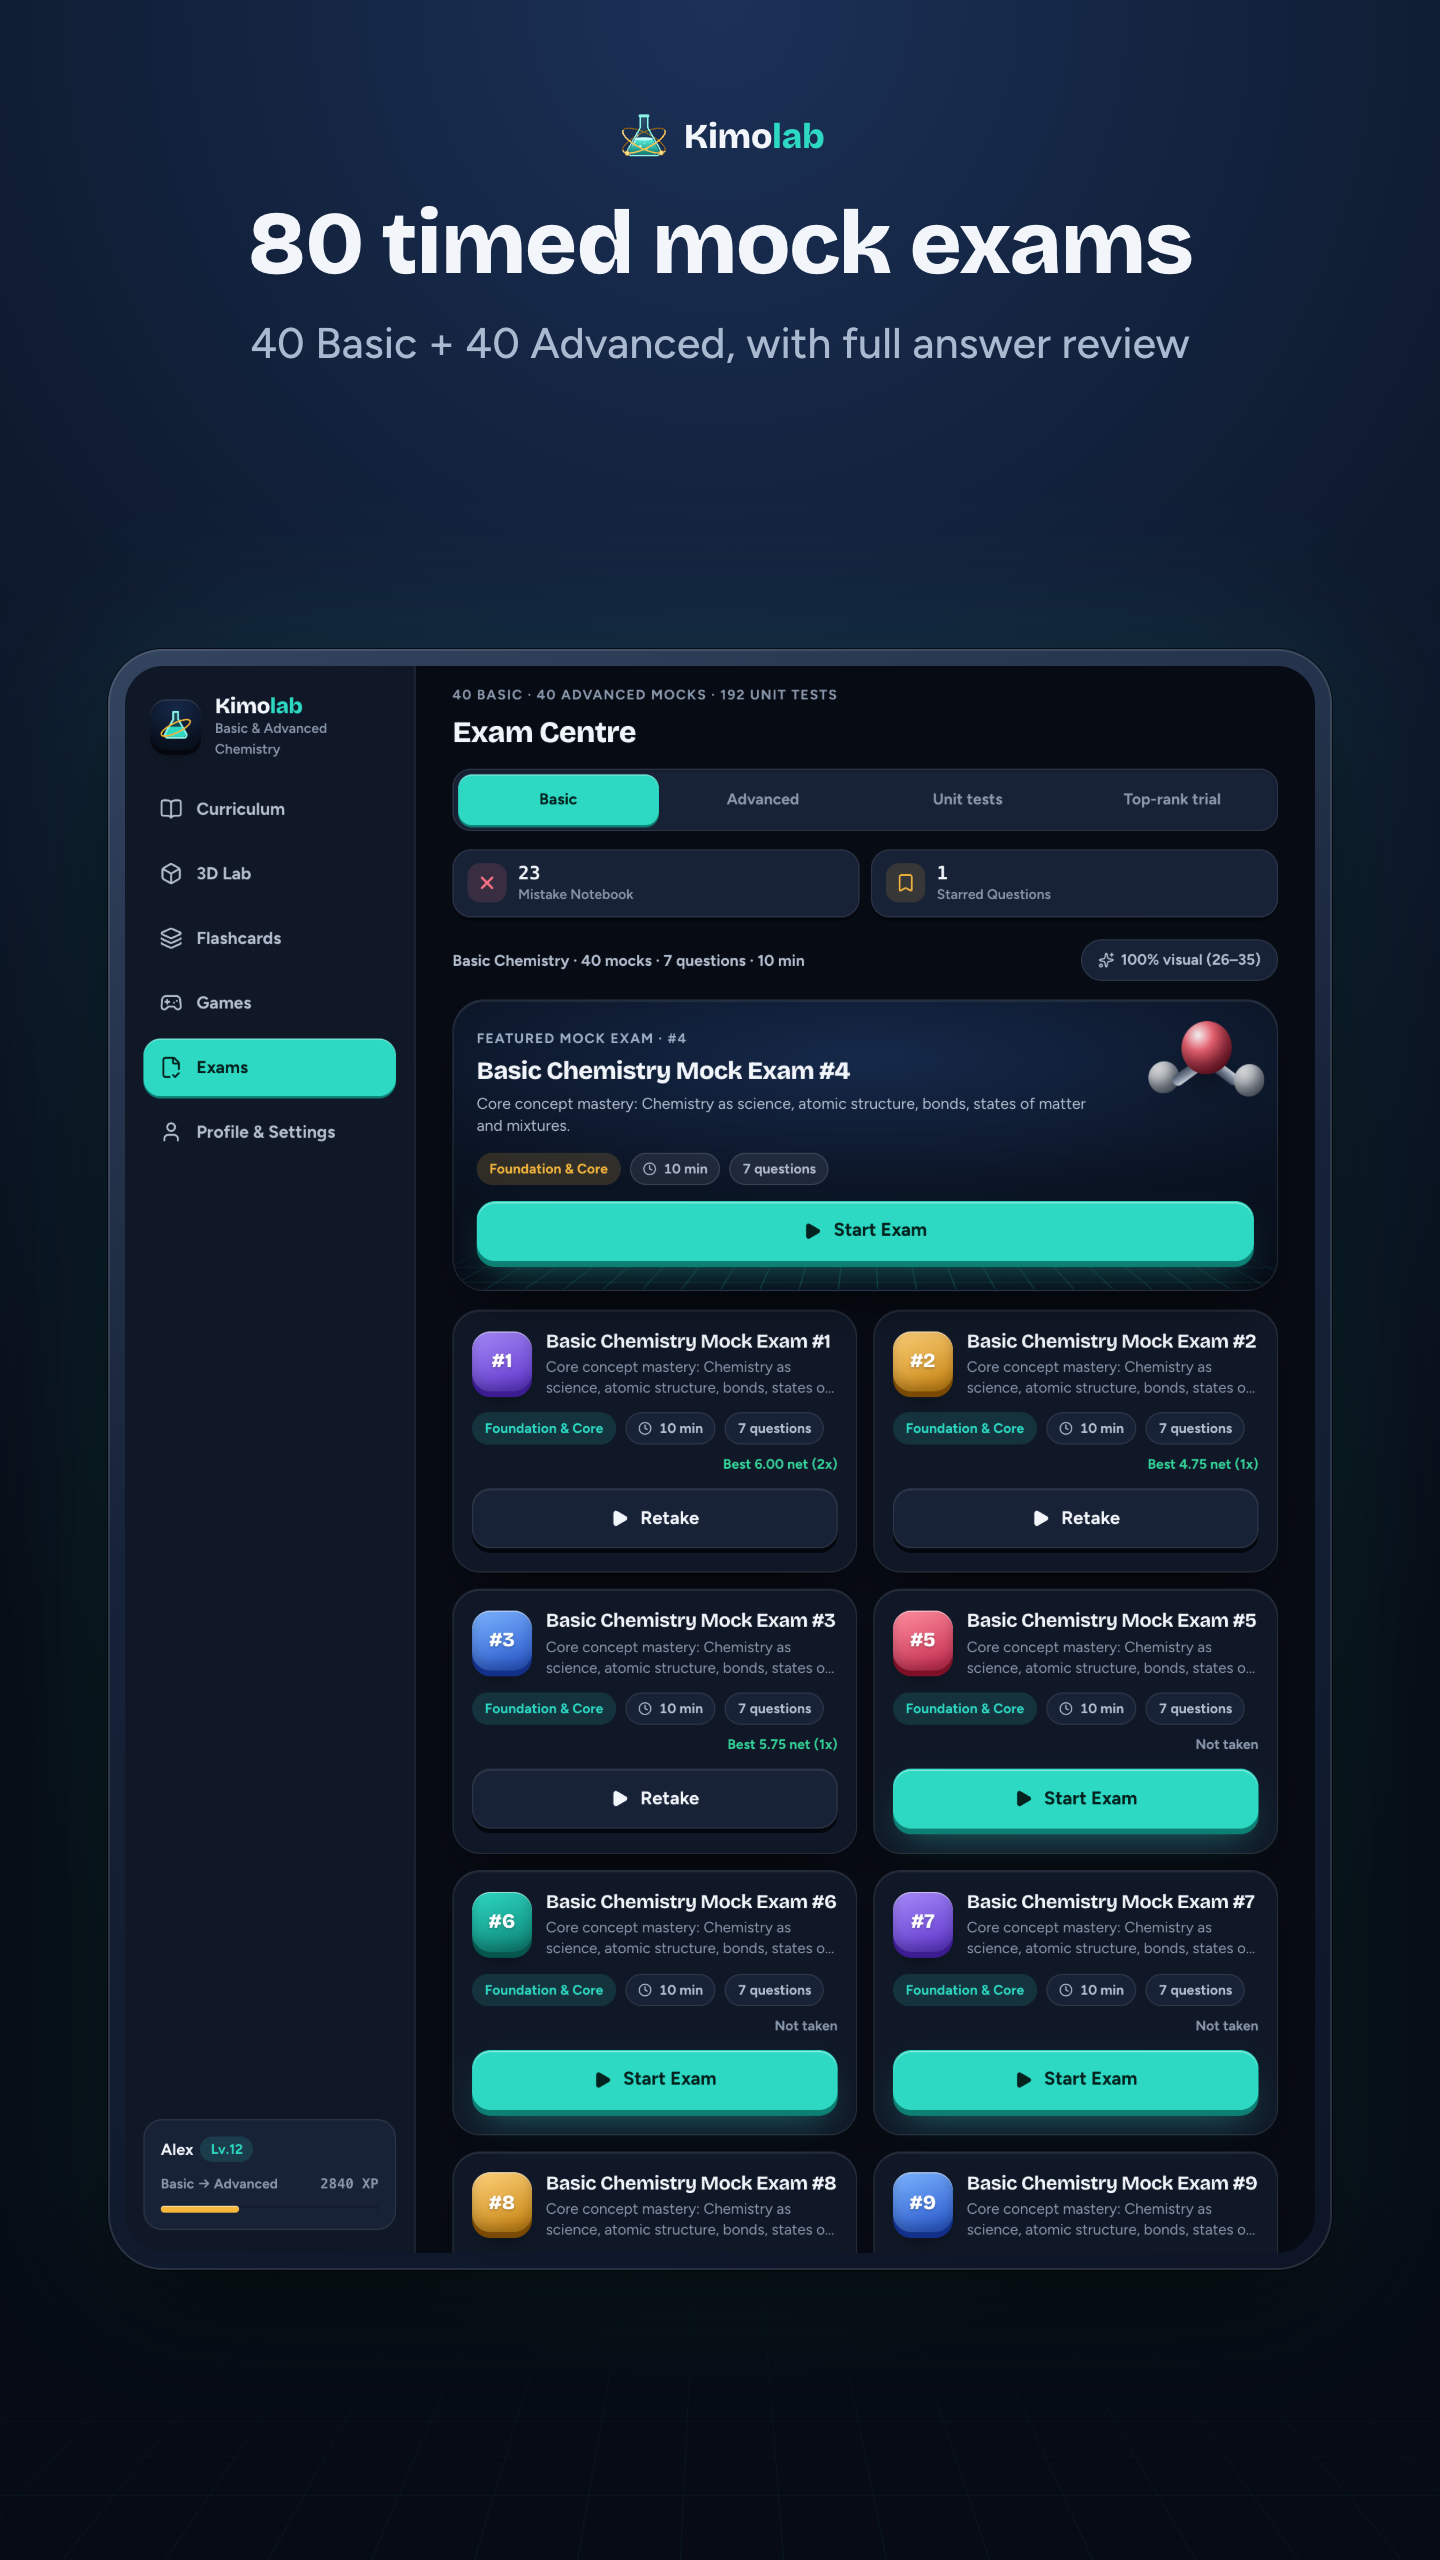 Kimolab
80 timed mock exams
40 Basic + 40 Advanced, with full answer review
Kimolab
Basic & Advanced
Chemistry
Curriculum
3D Lab
Flashcards
Games
Exams
Profile & Settings
Alex Lv.12
Basic → Advanced 2840 XP
40 BASIC · 40 ADVANCED MOCKS · 192 UNIT TESTS
Exam Centre
Basic Advanced Unit tests Top-rank trial
23
Mistake Notebook
1
Starred Questions
Basic Chemistry · 40 mocks · 7 questions · 10 min
100% visual (26–35)
FEATURED MOCK EXAM · #4
Basic Chemistry Mock Exam #4
Core concept mastery: Chemistry as science, atomic structure, bonds, states of matter
and mixtures.
Foundation & Core 10 min 7 questions
Start Exam
#1
Basic Chemistry Mock Exam #1
Core concept mastery: Chemistry as
science, atomic structure, bonds, states o...
Foundation & Core 10 min 7 questions
Best 6.00 net (2x)
Retake
#2
Basic Chemistry Mock Exam #2
Core concept mastery: Chemistry as
science, atomic structure, bonds, states o...
Foundation & Core 10 min 7 questions
Best 4.75 net (1x)
Retake
#3
Basic Chemistry Mock Exam #3
Core concept mastery: Chemistry as
science, atomic structure, bonds, states o...
Foundation & Core 10 min 7 questions
Best 5.75 net (1x)
Retake
#5
Basic Chemistry Mock Exam #5
Core concept mastery: Chemistry as
science, atomic structure, bonds, states o...
Foundation & Core 10 min 7 questions
Not taken
Start Exam
#6
Basic Chemistry Mock Exam #6
Core concept mastery: Chemistry as
science, atomic structure, bonds, states o...
Foundation & Core 10 min 7 questions
Not taken
Start Exam
#7
Basic Chemistry Mock Exam #7
Core concept mastery: Chemistry as
science, atomic structure, bonds, states o...
Foundation & Core 10 min 7 questions
Not taken
Start Exam
#8
Basic Chemistry Mock Exam #8
Core concept mastery: Chemistry as
science, atomic structure, bonds, states o...
#9
Basic Chemistry Mock Exam #9
Core concept mastery: Chemistry as
science, atomic structure, bonds, states o...